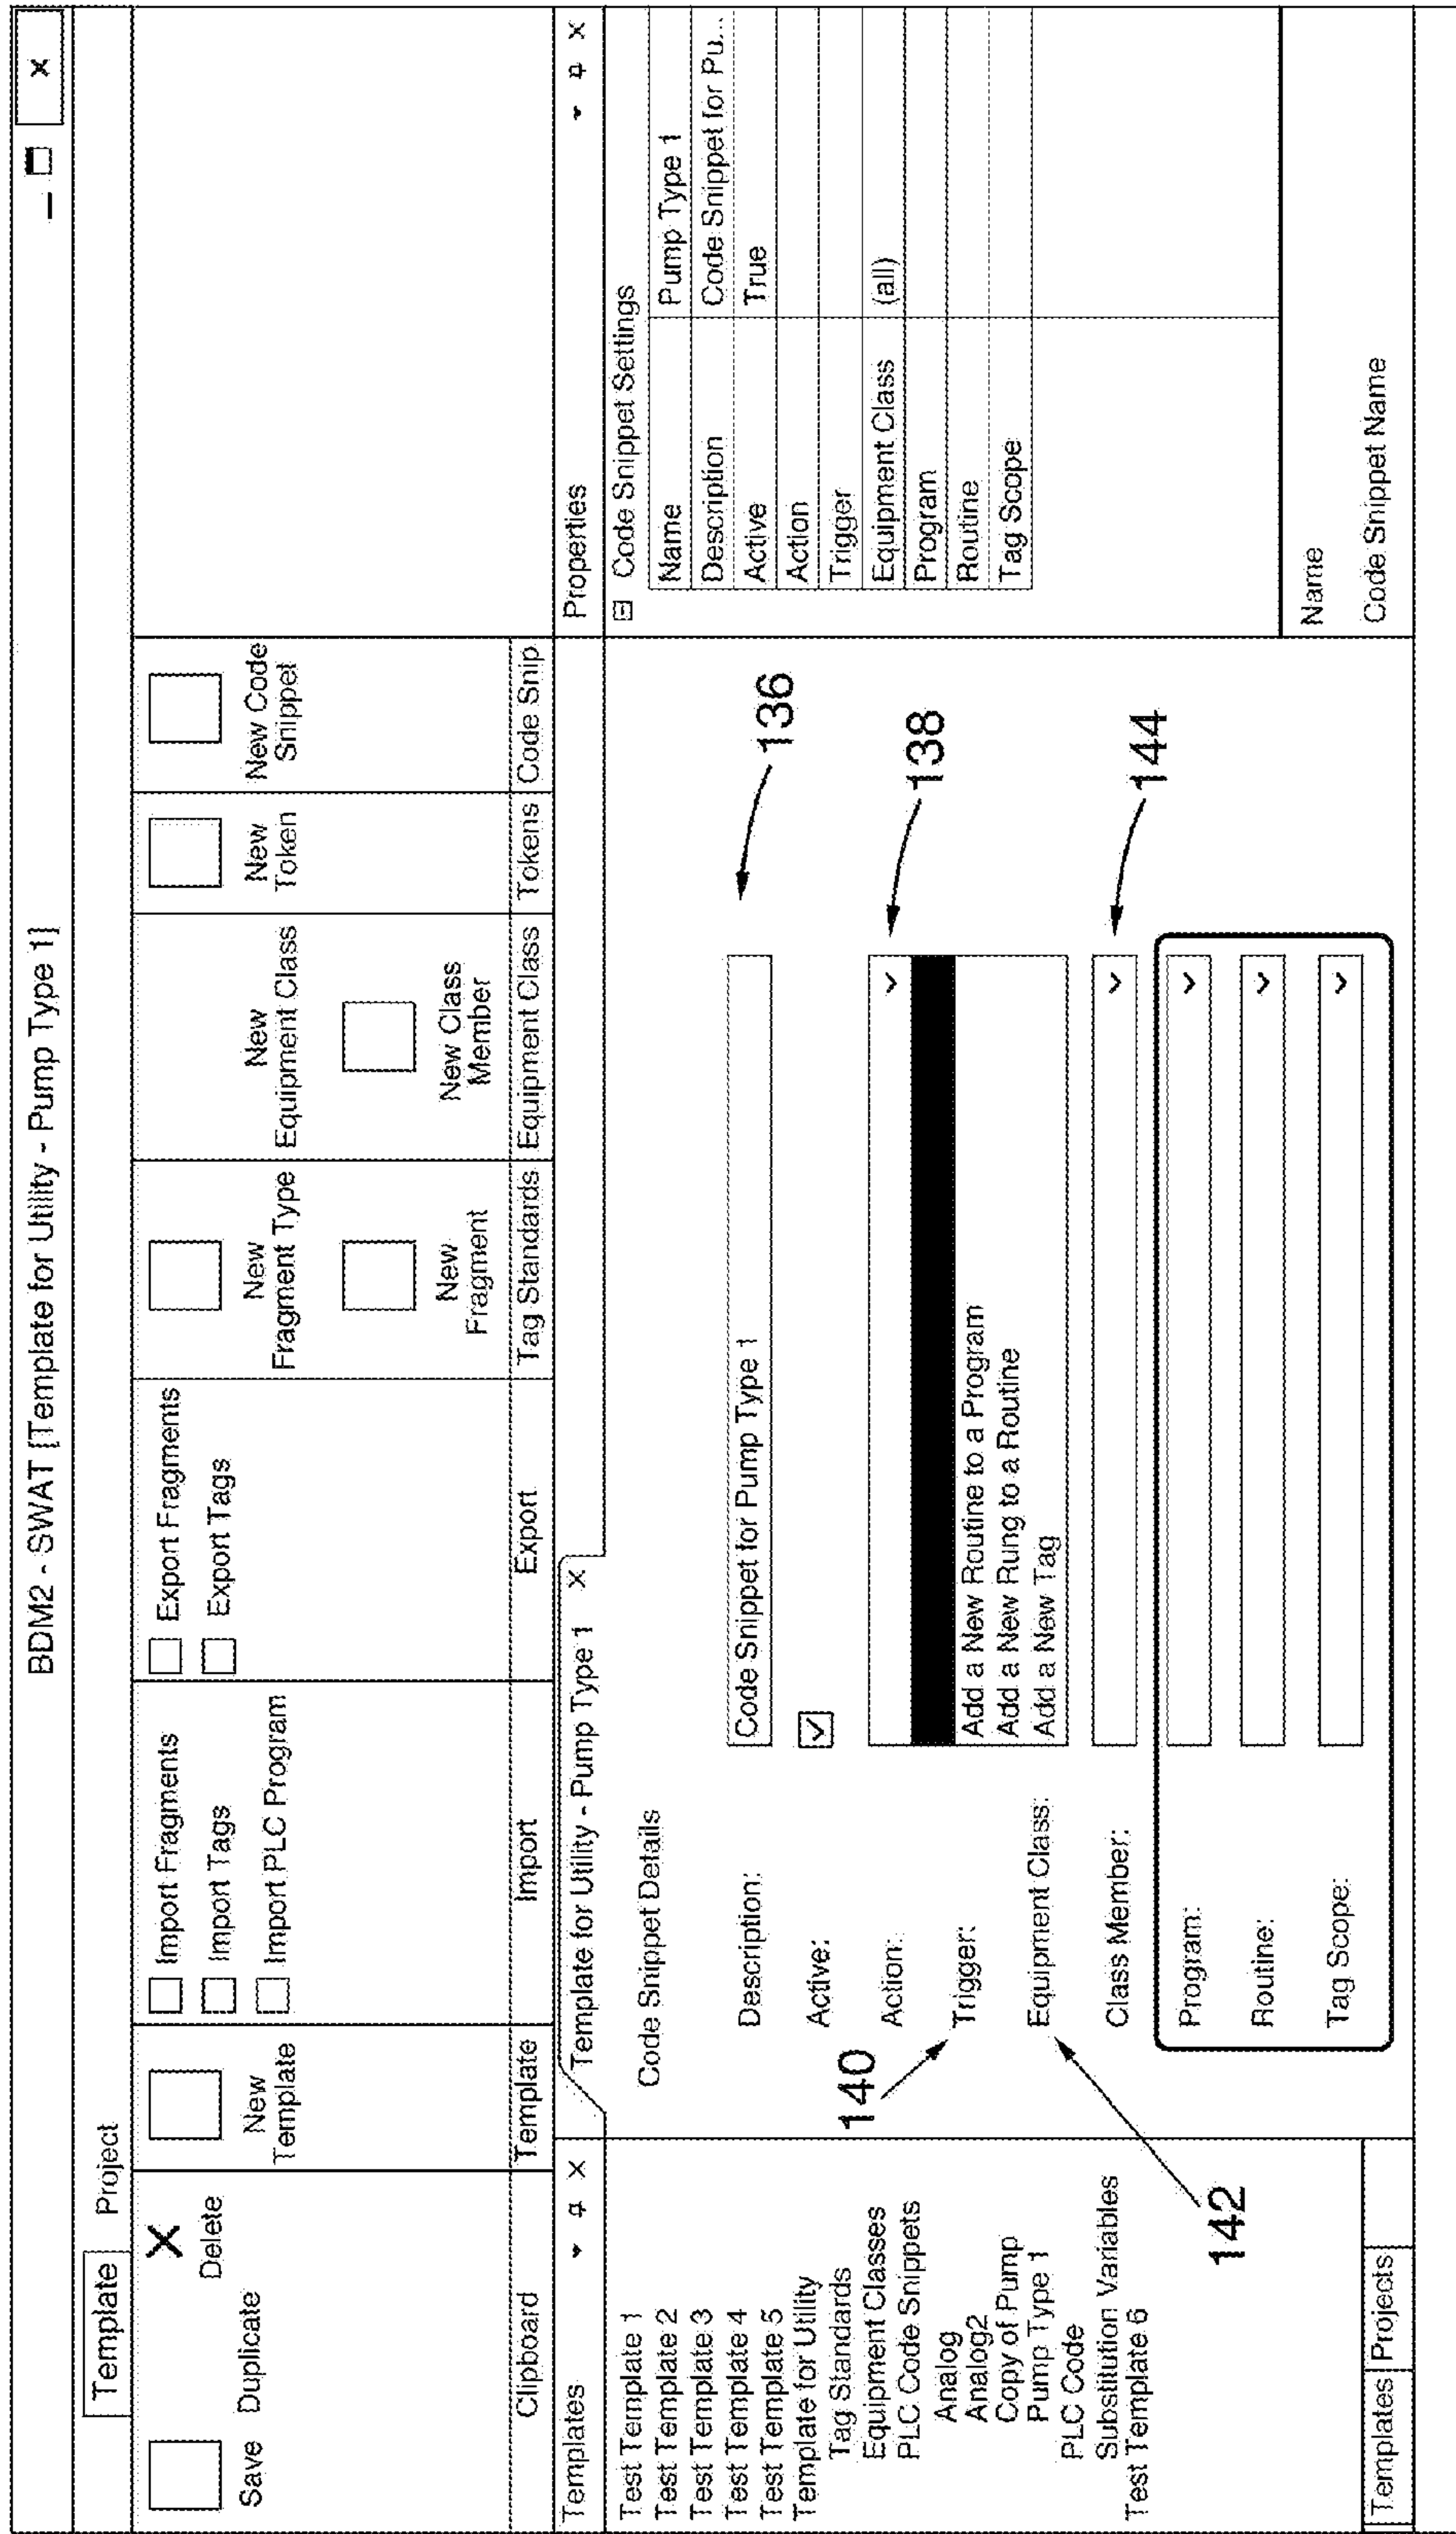 BDM2 - SWAT [Template for Utility - Pump Type 1]
x
Template Project
Save
Duplicate
X
Delete
Clipboard
New
Template
Template
Import Fragments
Import Tags
Import PLC Program
Import
Export Fragments
Export Tags
Export
New
Fragment Type
New
Fragment
Tag Standards
New
Equipment Class
New Class
Member
Equipment Class
New
Token
Tokens
New Code
Snippet
Code Snip
Templates
x
Test Template 1
Test Template 2
Test Template 3
Test Template 4
Test Template 5
Template for Utility
Tag Standards
Equipment Classes
PLC Code Snippets
Analog
Analog2
Copy of Pump
Pump Type 1
PLC Code
Substitution Variables
Test Template 6
Templates Projects
Template for Utility - Pump Type 1 x
Code Snippet Details
Description: Code Snippet for Pump Type 1
136
Active:
Action:
138
140
Trigger:
Add a New Routine to a Program
Add a New Rung to a Routine
Equipment Class: Add a New Tag
142
Class Member:
144
Program:
Routine:
Tag Scope:
Properties
x
Code Snippet Settings
Name Pump Type 1
Description Code Snippet for Pu...
Active True
Action
Trigger
Equipment Class (all)
Program
Routine
Tag Scope
Name
Code Snippet Name